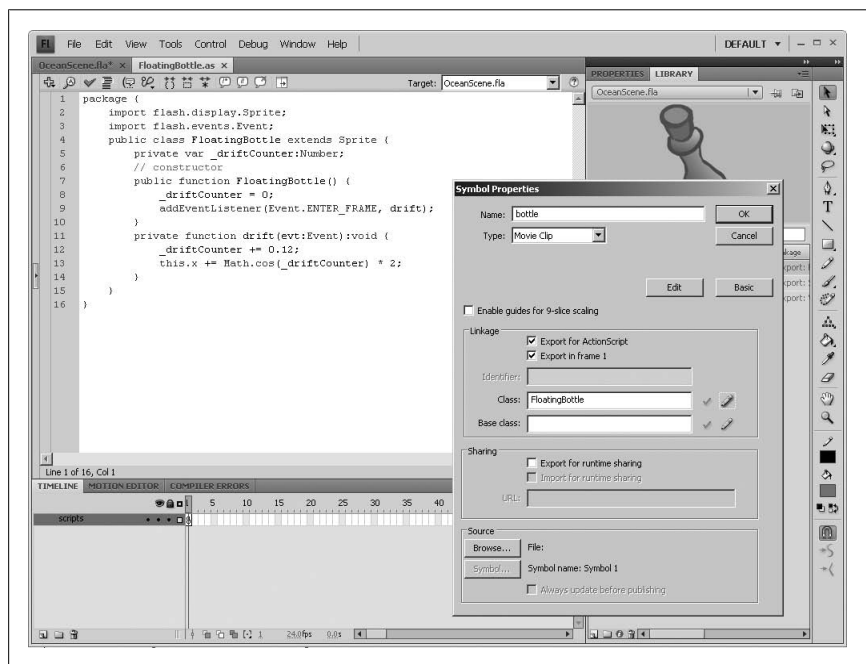 Fl File Edit View Tools Control Debug Window Help DEFAULT
OceanScene.fla* × FloatingBottle.as ×
Target: OceanScene.fla
1 package {
2 import flash.display.Sprite;
3 import flash.events.Event;
4 public class FloatingBottle extends Sprite {
5 private var _driftCounter:Number;
6 // constructor
7 public function FloatingBottle() {
8 _driftCounter = 0;
9 addEventListener(Event.ENTER_FRAME, drift);
10 }
11 private function drift(evt:Event):void {
12 _driftCounter += 0.12;
13 this.x += Math.cos(_driftCounter) * 2;
14 }
15 }
16 }
Line 1 of 16, Col 1
PROPERTIES LIBRARY
OceanScene.fla
Symbol Properties
Name: bottle OK
Type: Movie Clip Cancel
Edit Basic
Enable guides for 9-slice scaling
Linkage
Export for ActionScript
Export in frame 1
Identifier:
Class: FloatingBottle
Base class:
Sharing
Export for runtime sharing
Import for runtime sharing
URL:
Source
Browse... File:
Symbol... Symbol name: Symbol 1
Always update before publishing
TIMELINE MOTION EDITOR COMPILER ERRORS
1 5 10 15 20 25 30 35 40
scripts
1 24.0fps 0.0s